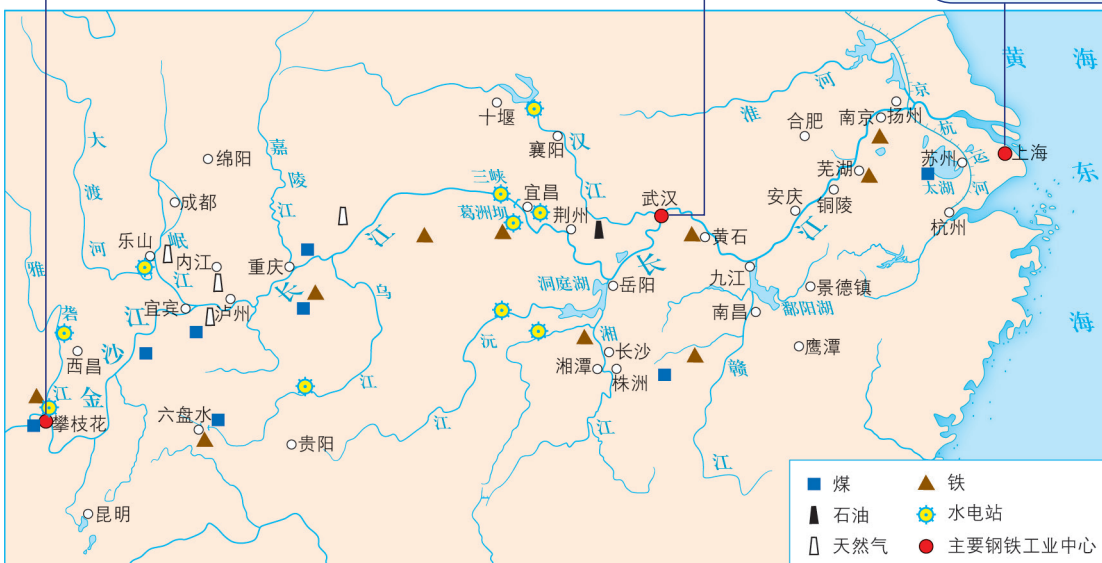 黄海
东海
淮河
京杭运河
大渡河
嘉陵江
岷江
汉江
十堰
襄阳
合肥
南京
扬州
苏州
上海
太湖
芜湖
铜陵
安庆
杭州
绵阳
成都
三峡
宜昌
葛洲坝
荆州
武汉
黄石
长江
乐山
内江
重庆
长江
乌江
雅砻江
宜宾
泸州
洞庭湖
岳阳
九江
景德镇
鄱阳湖
南昌
鹰潭
金沙江
西昌
沅江
湘江
长沙
湘潭
株洲
赣江
攀枝花
六盘水
贵阳
昆明
煤
铁
石油
水电站
天然气
主要钢铁工业中心